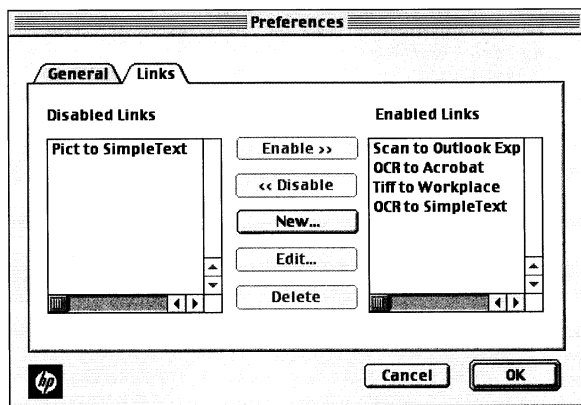 Preferences
General
Links
Disabled Links
Enabled Links
Pict to SimpleText
Enable >>
<< Disable
New...
Edit...
Delete
Scan to Outlook Exp
OCR to Acrobat
Tiff to Workplace
OCR to SimpleText
hp
Cancel
OK